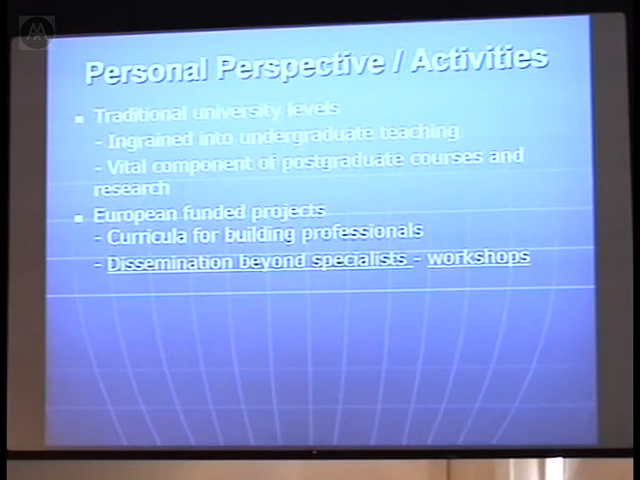 Personal Perspective / Activities
Traditional university levels
- Ingrained into undergraduate teaching
- Vital component of postgraduate courses and
research
European funded projects
- Curricula for building professionals
- Dissemination beyond specialists - workshops